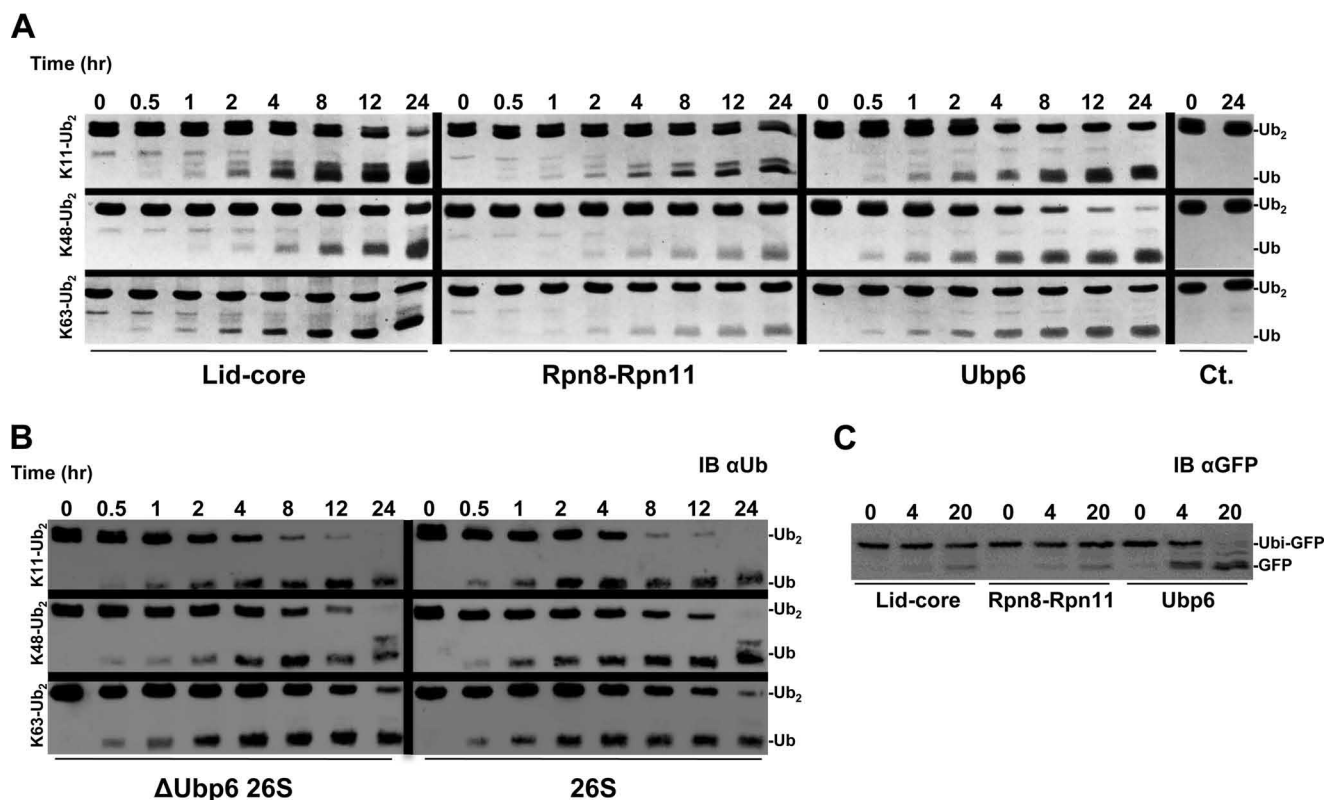 A
Time (hr)
0 0.5 1 2 4 8 12 24 0 0.5 1 2 4 8 12 24 0 0.5 1 2 4 8 12 24 0 24
K11-Ub₂ -Ub₂
-Ub
K48-Ub₂ -Ub₂
-Ub
K63-Ub₂ -Ub₂
-Ub
Lid-core Rpn8-Rpn11 Ubp6 Ct.
B
Time (hr) IB αUb
0 0.5 1 2 4 8 12 24 0 0.5 1 2 4 8 12 24
K11-Ub₂ -Ub₂
-Ub
K48-Ub₂ -Ub₂
-Ub
K63-Ub₂ -Ub₂
-Ub
ΔUbp6 26S 26S
C
IB αGFP
0 4 20 0 4 20 0 4 20
-Ubi-GFP
-GFP
Lid-core Rpn8-Rpn11 Ubp6